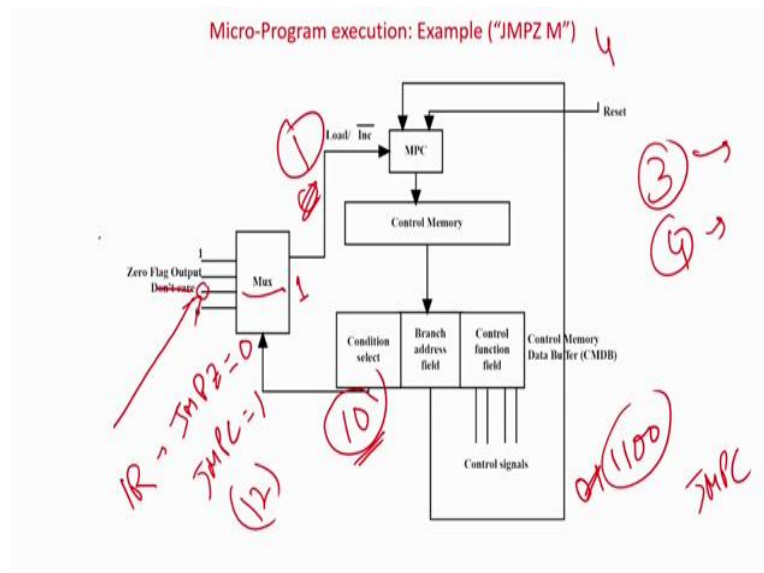 Micro-Program execution: Example ("JMPZ M")
4
Reset
Load/ Inc
1
MPC
3
4
Control Memory
1
Zero Flag Output
Don't care
Mux
1
Condition select
Branch address field
Control function field
Control Memory
Data Buffer (CMDB)
10
IR → JMPZ=0
JMPC=1
(12)
Control signals
1100
JMPC